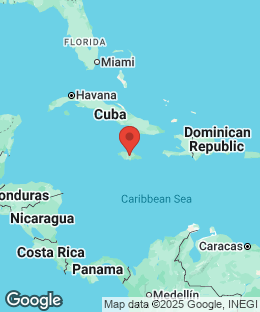 FLORIDA
Miami
Havana
Cuba
Dominican
Republic
Caribbean Sea
onduras
Nicaragua
Costa Rica
Panama
Caracas
Medellín
Google
Map data ©2025 Google, INEGI